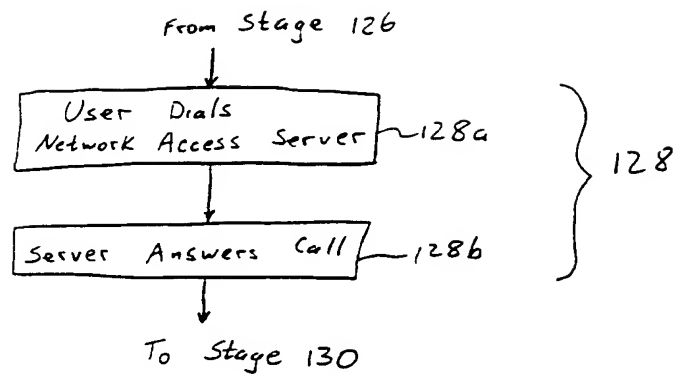 From Stage 126
User Dials
Network Access Server
128a
128
Server Answers Call
128b
To Stage 130